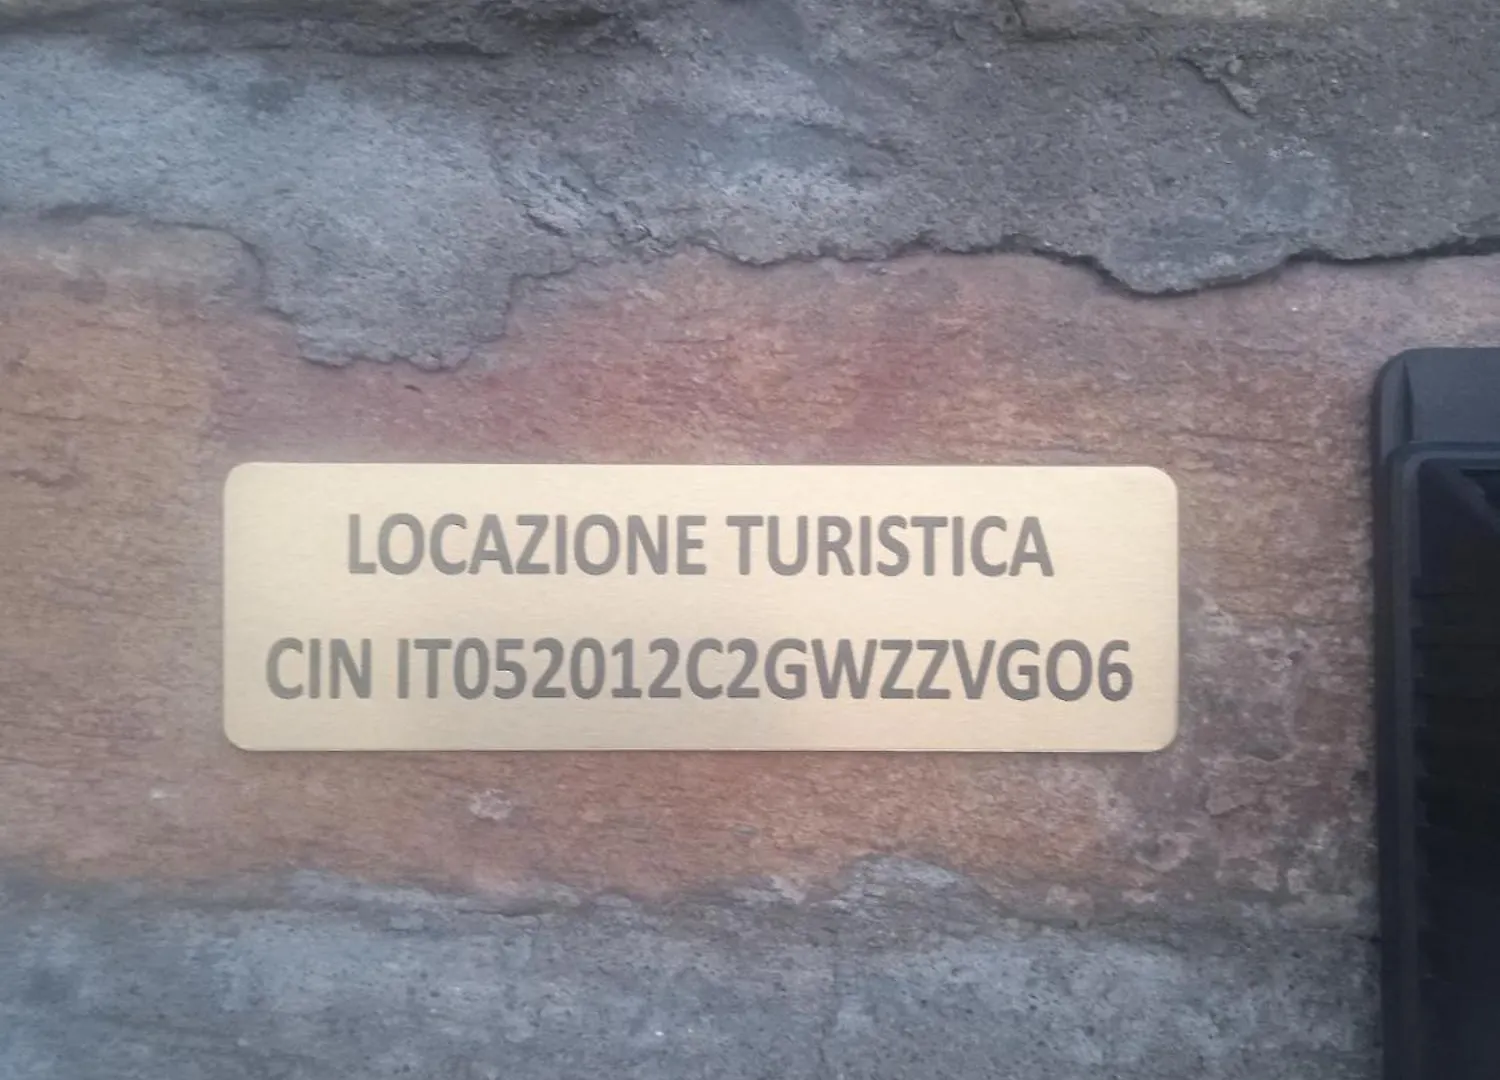 LOCAZIONE TURISTICA
CIN IT052012C2GWZZVGO6